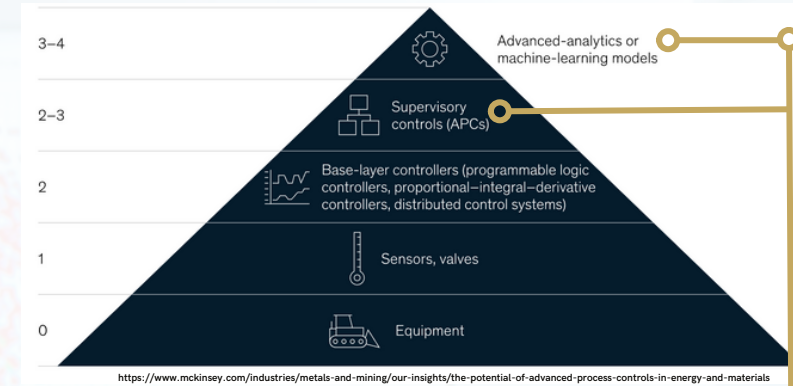 3–4
Advanced-analytics or
machine-learning models
2–3
Supervisory
controls (APCs)
2
Base-layer controllers (programmable logic
controllers, proportional–integral–derivative
controllers, distributed control systems)
1
Sensors, valves
0
Equipment
https://www.mckinsey.com/industries/metals-and-mining/our-insights/the-potential-of-advanced-process-controls-in-energy-and-materials